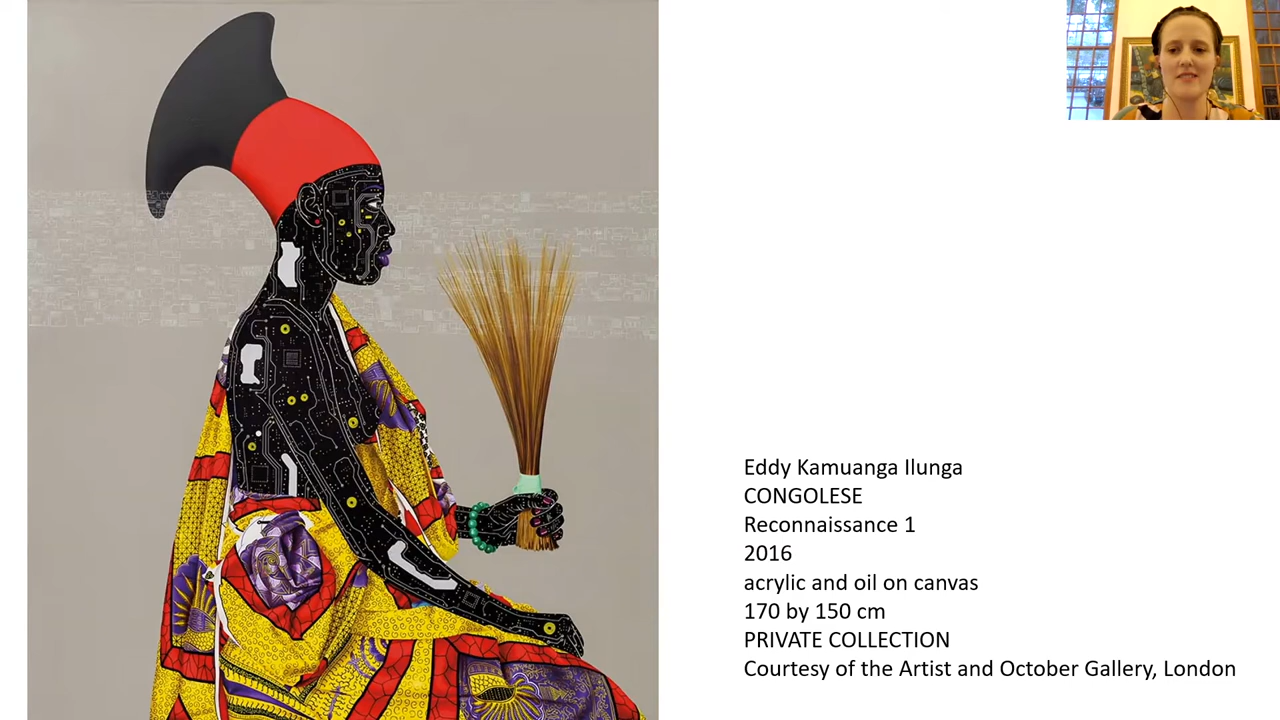 Eddy Kamuanga Ilunga
CONGOLESE
Reconnaissance 1
2016
acrylic and oil on canvas
170 by 150 cm
PRIVATE COLLECTION
Courtesy of the Artist and October Gallery, London